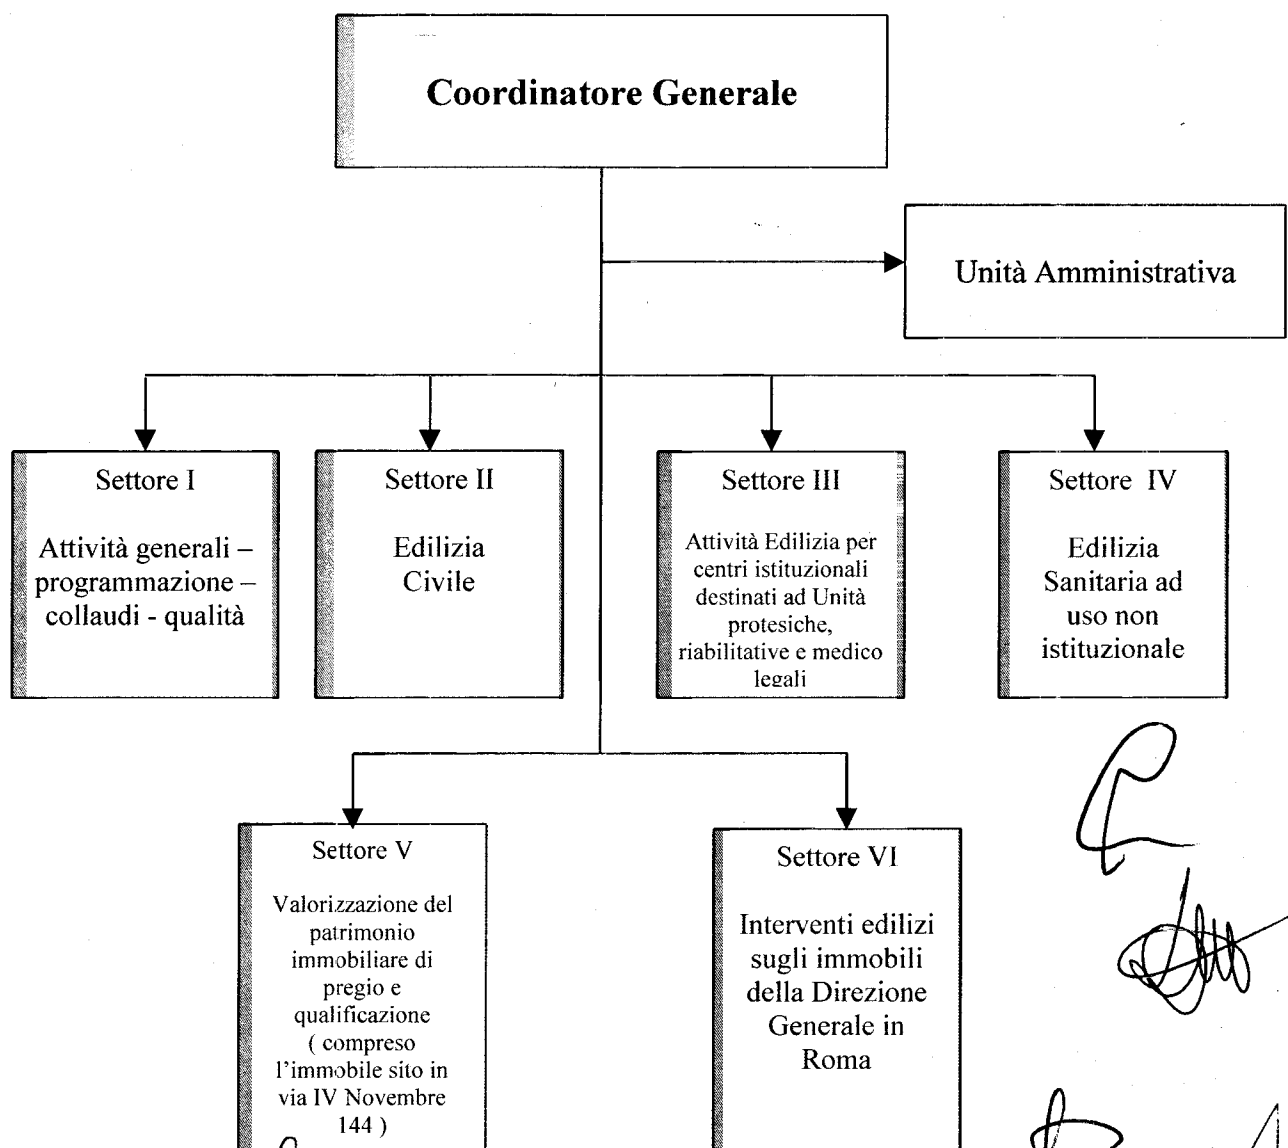 Coordinatore Generale
Unità Amministrativa
Settore I
Attività generali –
programmazione –
collaudi - qualità
Settore II
Edilizia
Civile
Settore III
Attività Edilizia per
centri istituzionali
destinati ad Unità
protesiche,
riabilitative e medico
legali
Settore IV
Edilizia
Sanitaria ad
uso non
istituzionale
Settore V
Valorizzazione del
patrimonio
immobiliare di
pregio e
qualificazione
( compreso
l'immobile sito in
via IV Novembre
144 )
Settore VI
Interventi edilizi
sugli immobili
della Direzione
Generale in
Roma